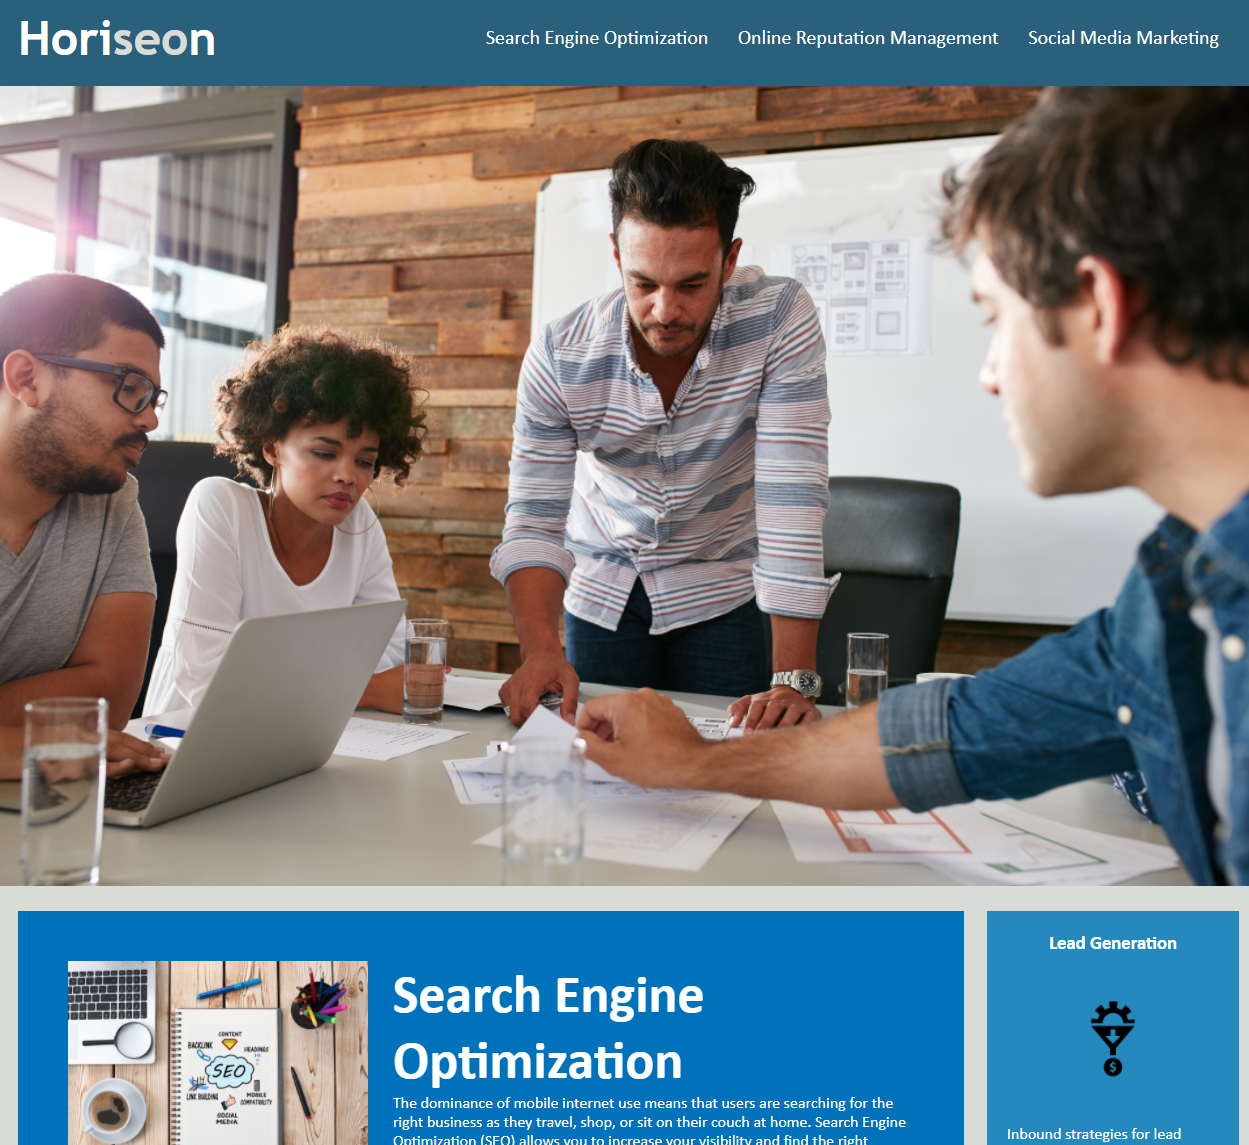 Horiseon
Search Engine Optimization Online Reputation Management Social Media Marketing
Lead Generation
Search Engine
Optimization
CONTENT
BACKLINK
HEADINGS
SEO
LINK BUILDING
MOBILE
COMPATIBILITY
SOCIAL
MEDIA
$
The dominance of mobile internet use means that users are searching for the
right business as they travel, shop, or sit on their couch at home. Search Engine
Optimization (SEO) allows you to increase your visibility and find the right
Inbound strategies for lead